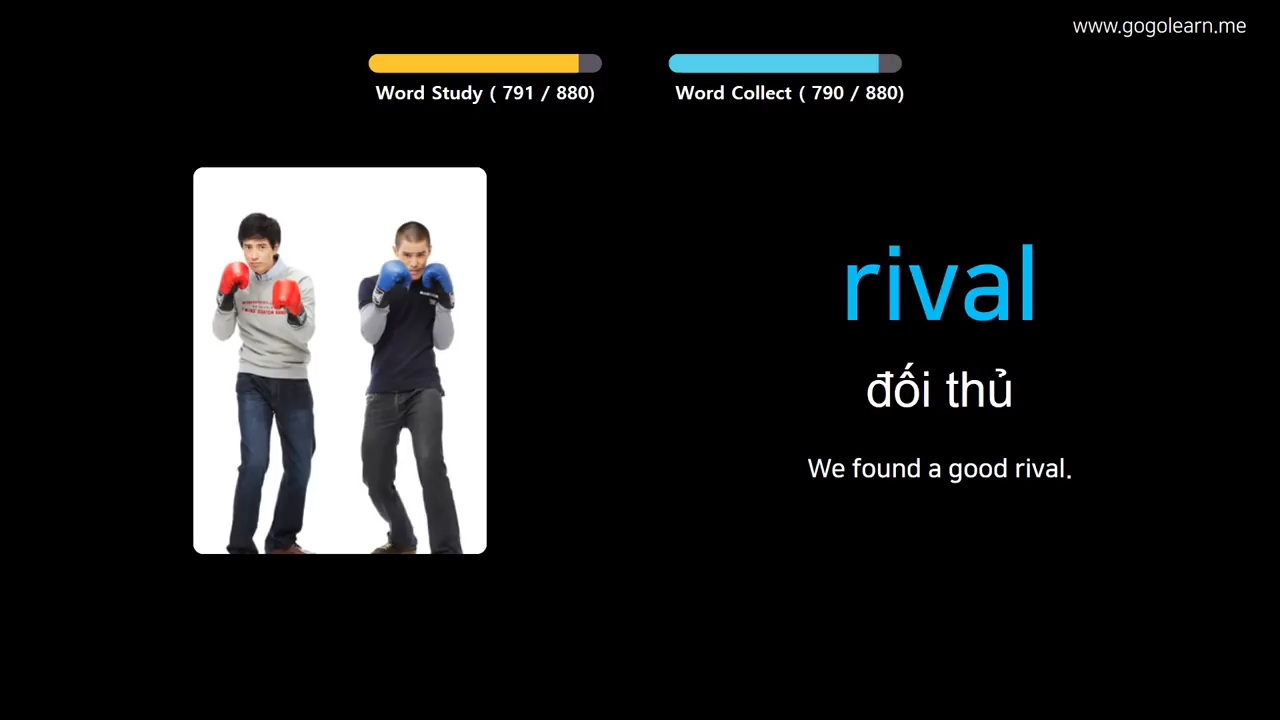 www.gogolearn.me
Word Study ( 791 / 880)
Word Collect ( 790 / 880)
rival
đối thủ
We found a good rival.